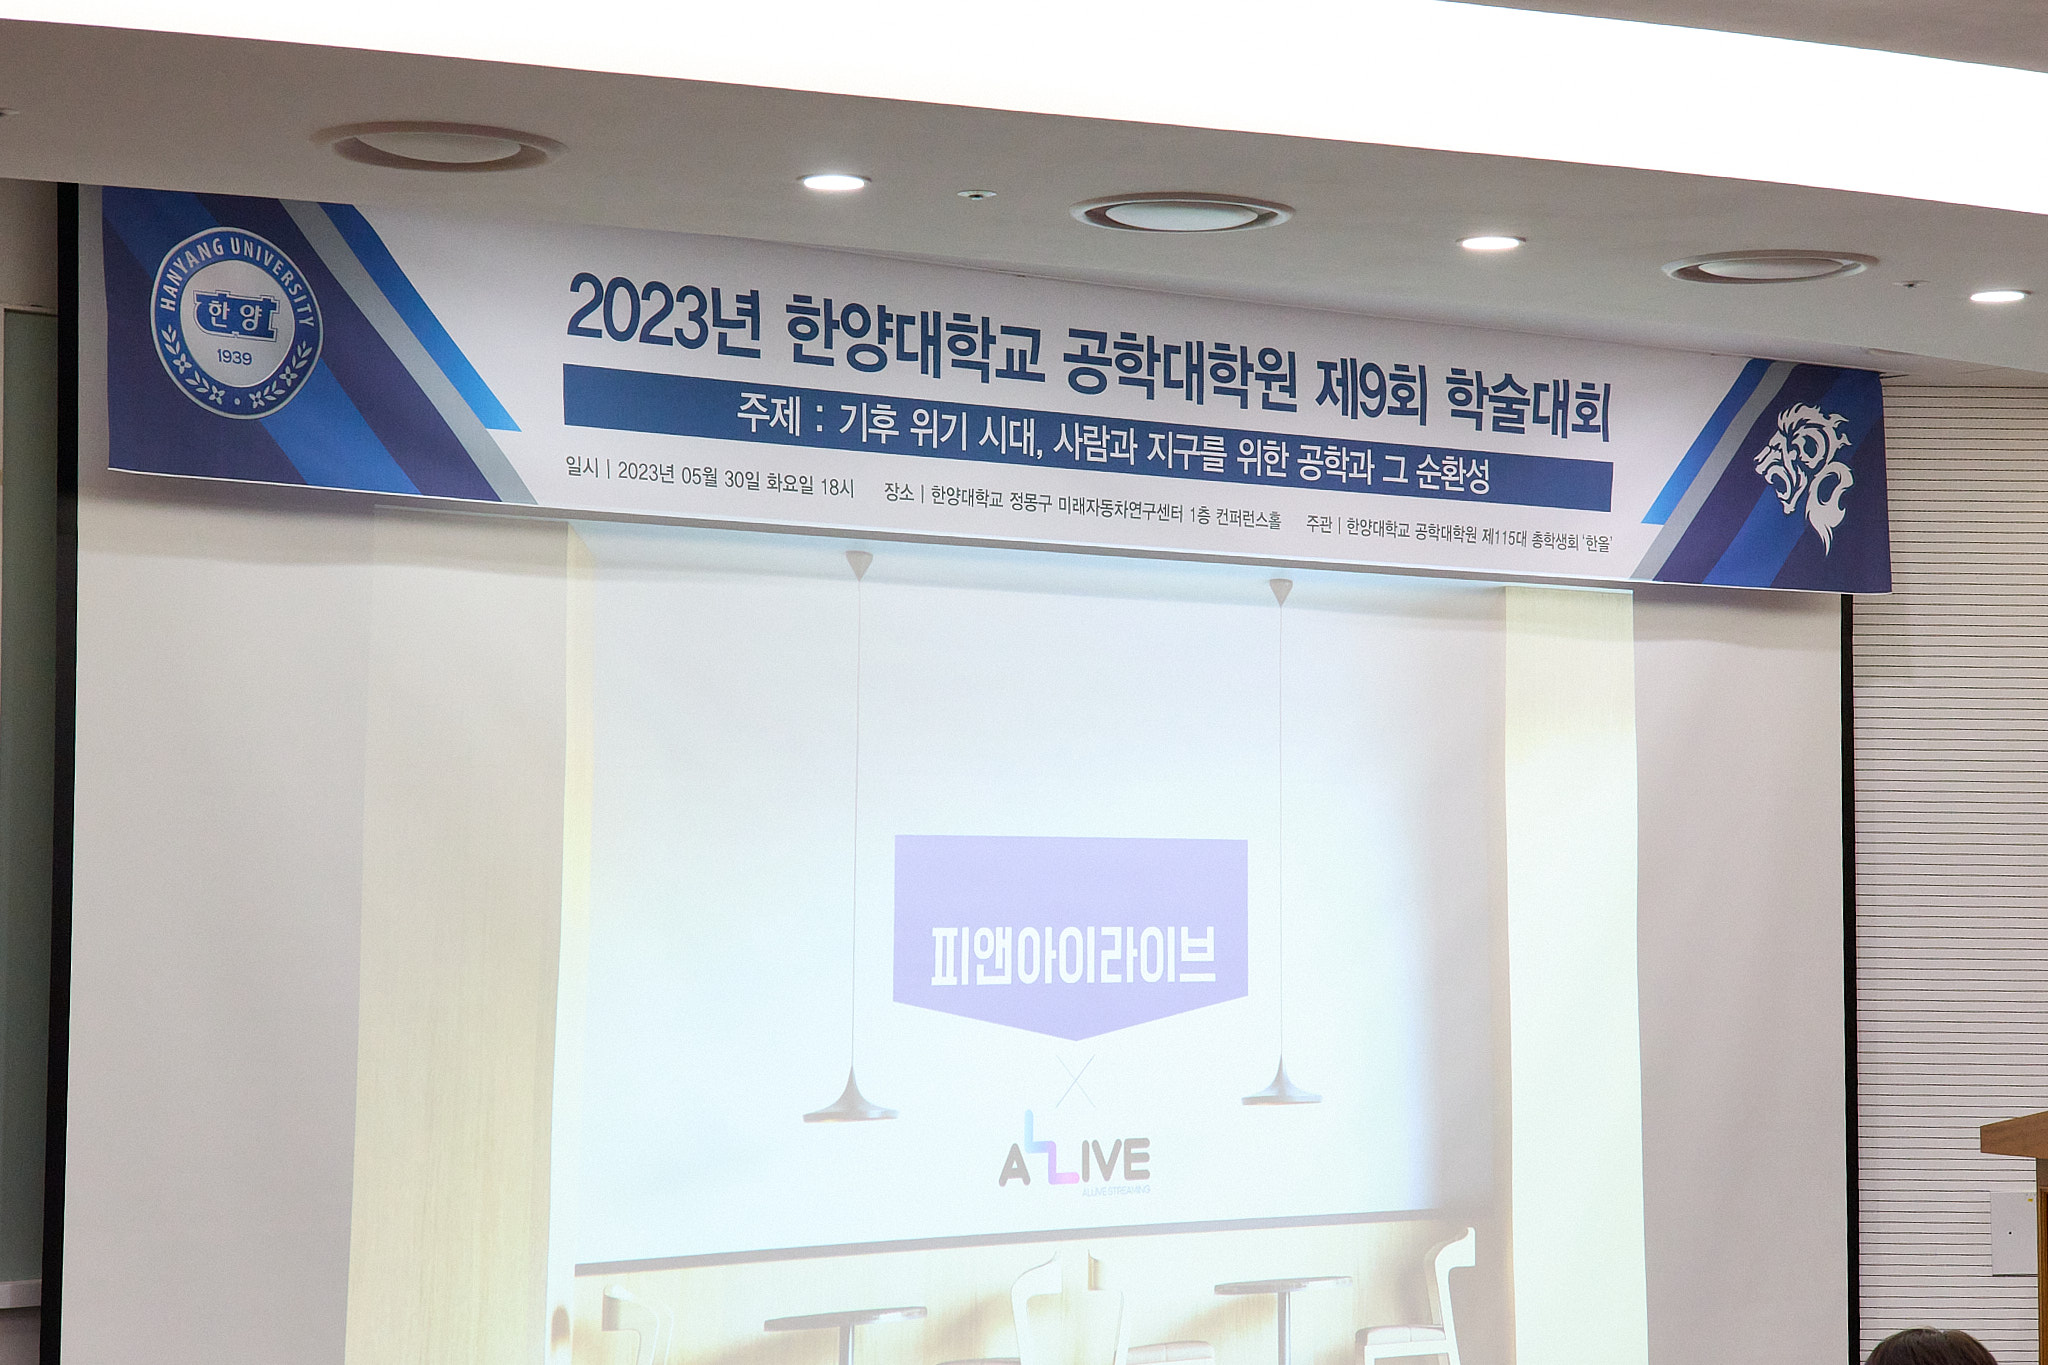 HANYANG UNIVERSITY
한양
1939
2023년 한양대학교 공학대학원 제9회 학술대회
주제 : 기후 위기 시대, 사람과 지구를 위한 공학과 그 순환성
일시 | 2023년 05월 30일 화요일 18시 장소 | 한양대학교 정몽구 미래자동차연구센터 1층 컨퍼런스홀 주관 | 한양대학교 공학대학원 제115대 총학생회 '한올'
피앤아이라이브
ALLIVE
ALLIVE STREAMING